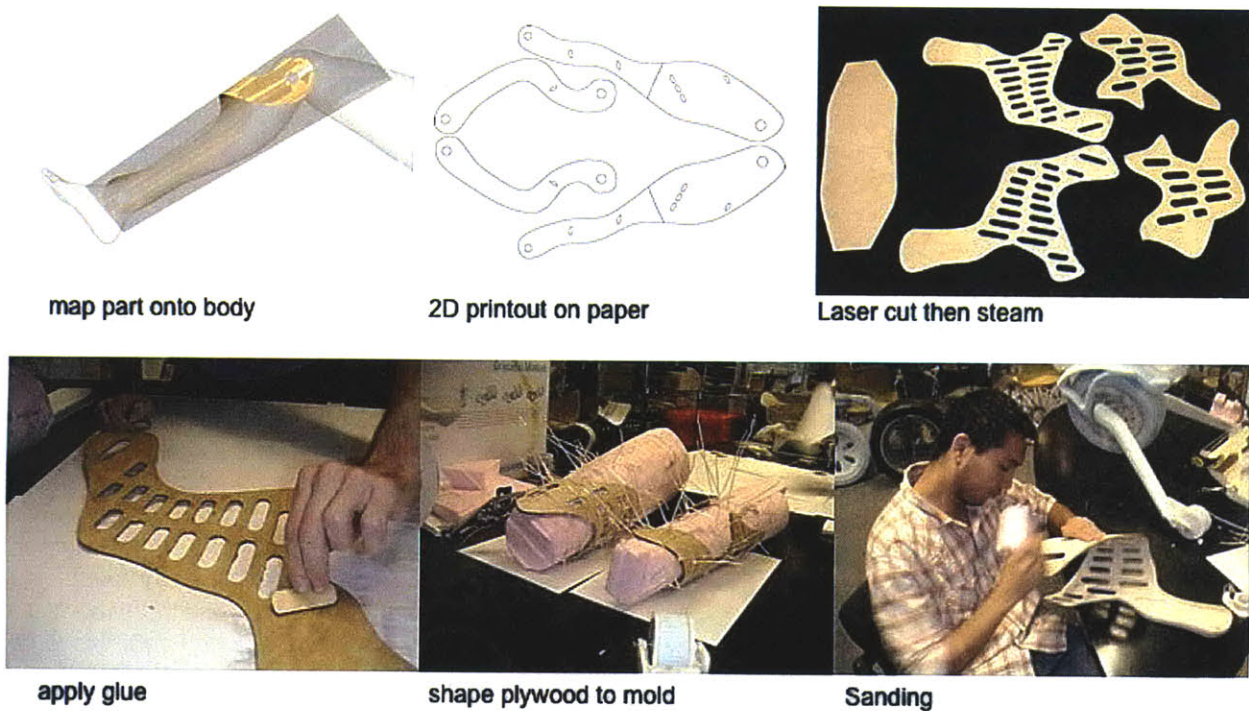 map part onto body
2D printout on paper
Laser cut then steam
apply glue
shape plywood to mold
Sanding